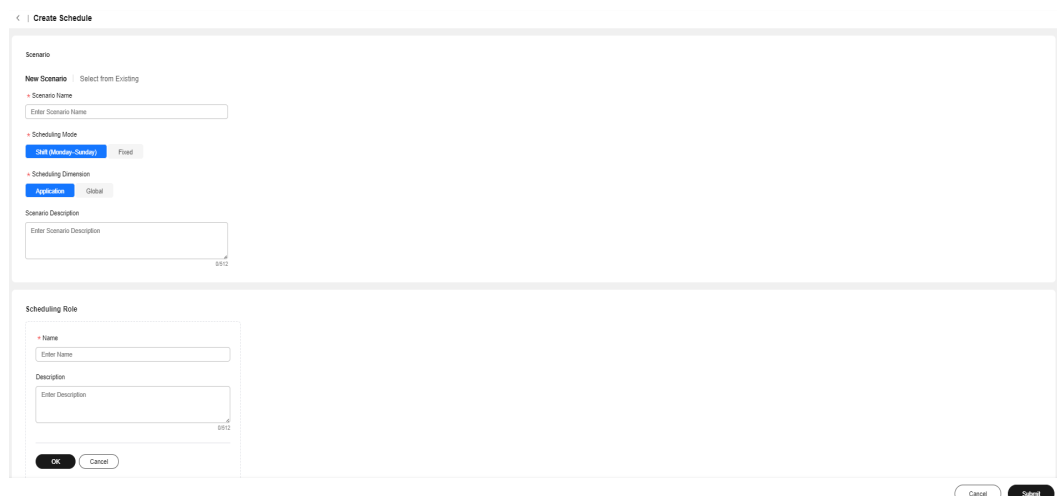 < | Create Schedule
Scenario
New Scenario | Select from Existing
* Scenario Name
Enter Scenario Name
* Scheduling Mode
Shift (Monday–Sunday) Fixed
* Scheduling Dimension
Application Global
Scenario Description
Enter Scenario Description
0/512
Scheduling Role
* Name
Enter Name
Description
Enter Description
0/512
OK Cancel
Cancel Submit